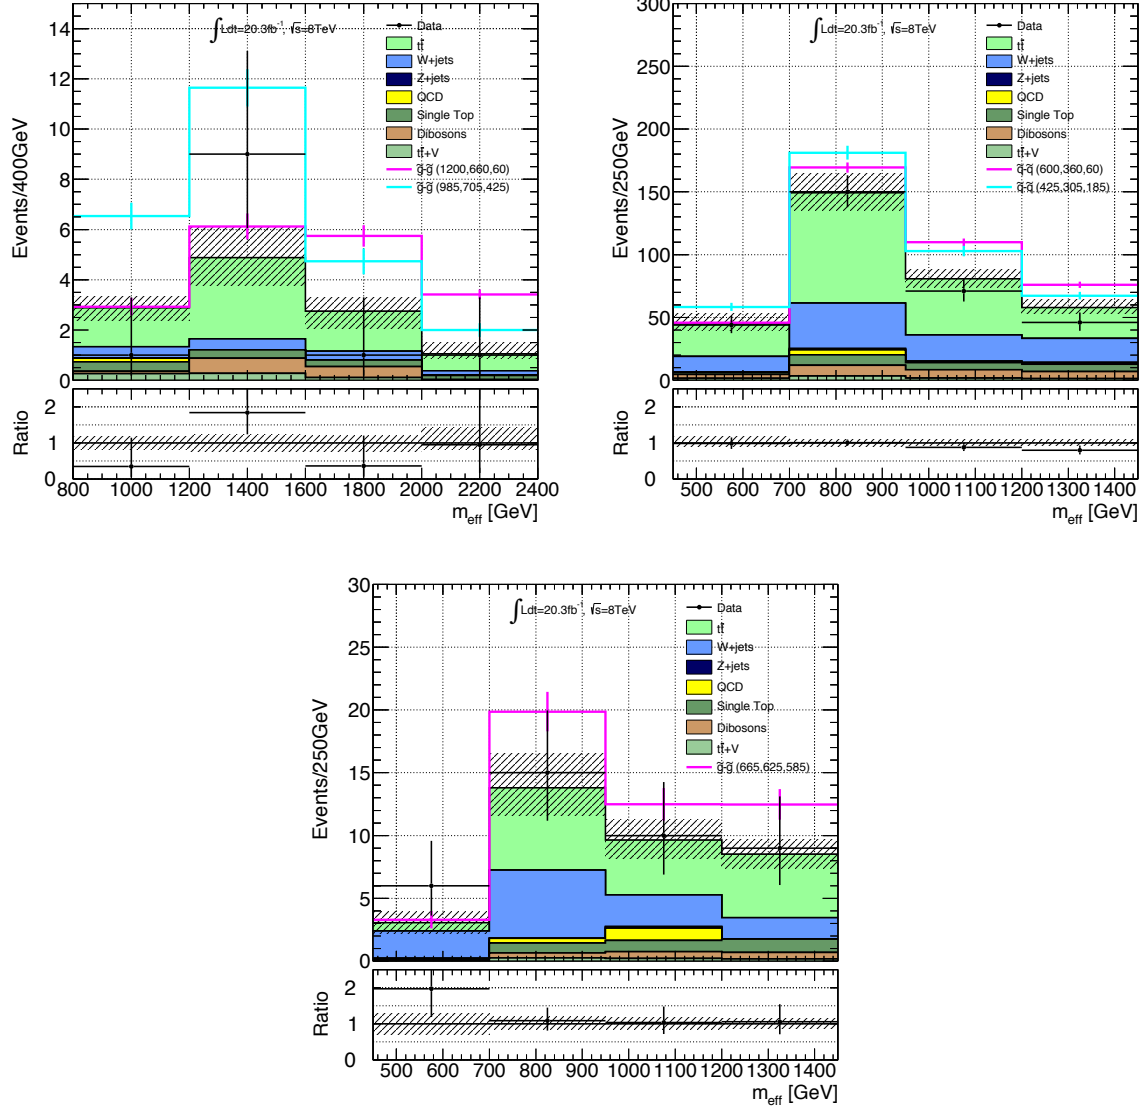 ∫Ldt=20.3fb⁻¹, √s=8TeV
Data
tt̄
W+jets
Z+jets
QCD
Single Top
Dibosons
tt̄+V
g̃-g̃ (1200,660,60)
g̃-g̃ (985,705,425)
Events/400GeV
14
12
10
8
6
4
2
0
Ratio
2
1
0
800 1000 1200 1400 1600 1800 2000 2200 2400
m_eff [GeV]
∫Ldt=20.3fb⁻¹, √s=8TeV
Data
tt̄
W+jets
Z+jets
QCD
Single Top
Dibosons
tt̄+V
q̃-q̃ (600,360,60)
q̃-q̃ (425,305,185)
Events/250GeV
300
250
200
150
100
50
0
Ratio
2
1
0
500 600 700 800 900 1000 1100 1200 1300 1400
m_eff [GeV]
∫Ldt=20.3fb⁻¹, √s=8TeV
Data
tt̄
W+jets
Z+jets
QCD
Single Top
Dibosons
tt̄+V
g̃-g̃ (665,625,585)
Events/250GeV
30
25
20
15
10
5
0
Ratio
2
1
0
500 600 700 800 900 1000 1100 1200 1300 1400
m_eff [GeV]